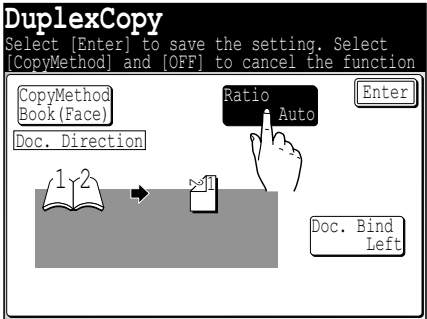 DuplexCopy
Select [Enter] to save the setting. Select
[CopyMethod] and [OFF] to cancel the function
CopyMethod
Book(Face)
Ratio
Auto
Enter
Doc. Direction
1 2
2 1
Doc. Bind
Left